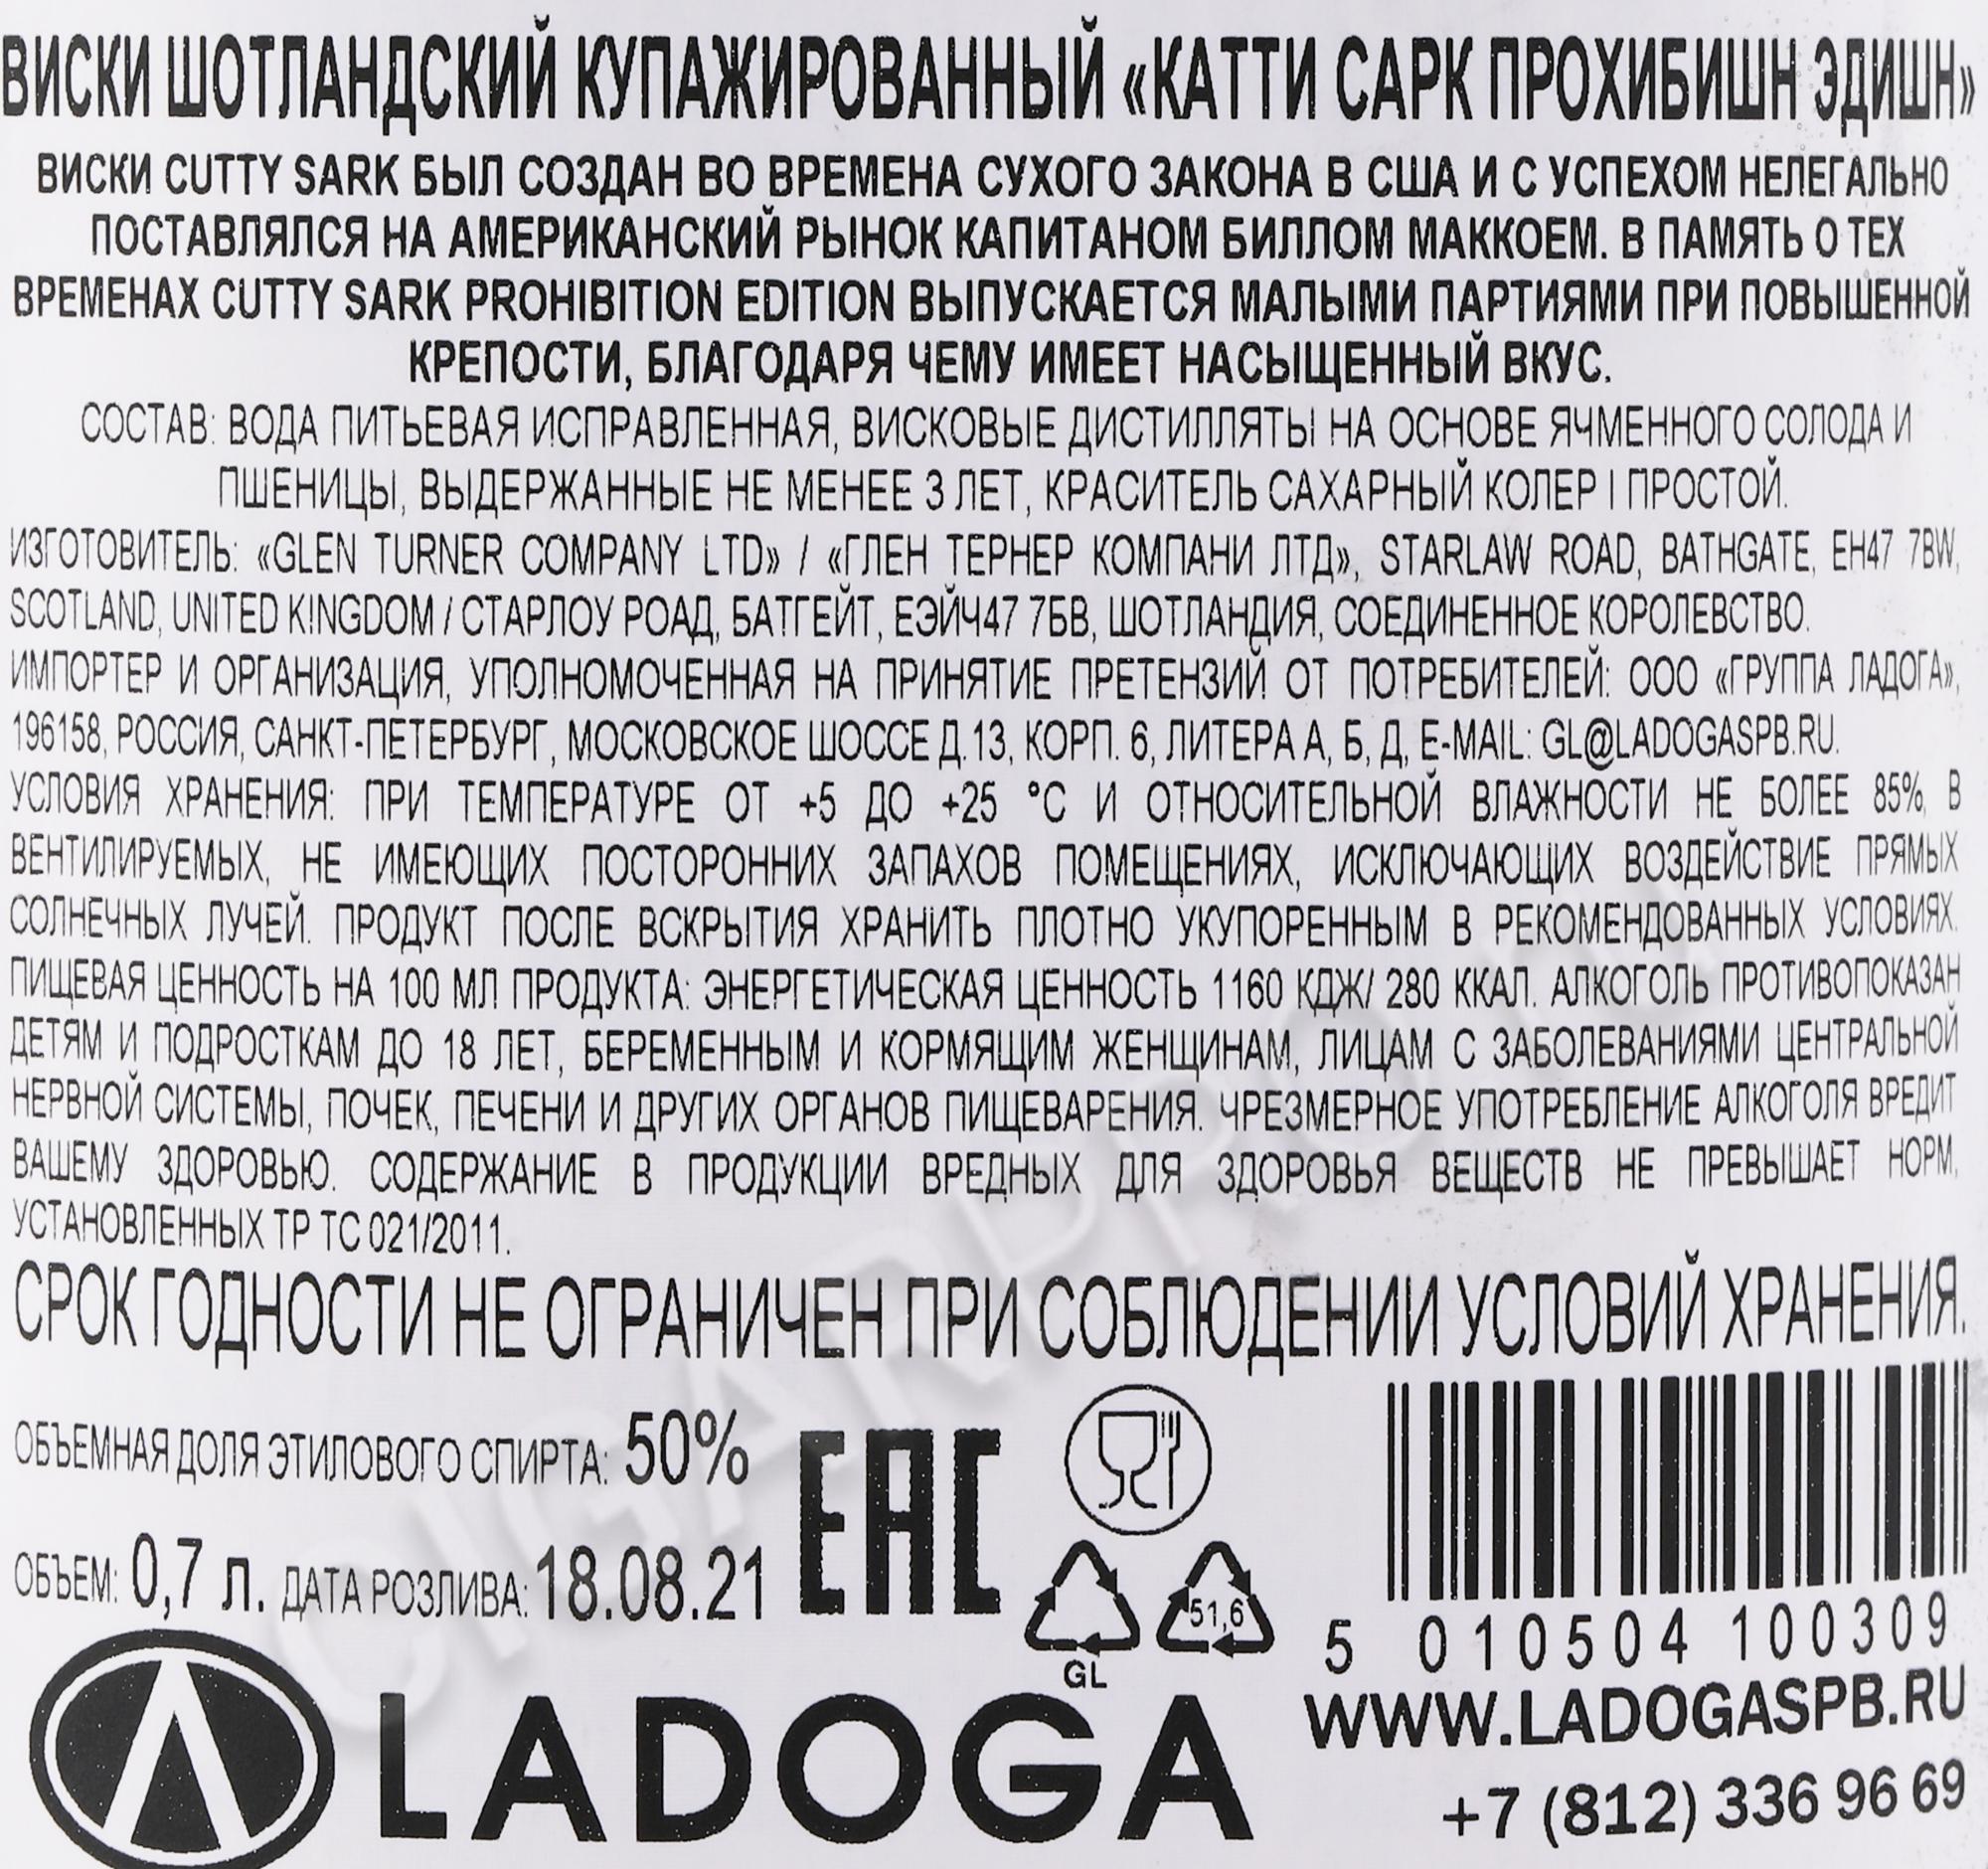 ВИСКИ ШОТЛАНДСКИЙ КУПАЖИРОВАННЫЙ «КАТТИ САРК ПРОХИБИШН ЭДИШН»
ВИСКИ CUTTY SARK БЫЛ СОЗДАН ВО ВРЕМЕНА СУХОГО ЗАКОНА В США И С УСПЕХОМ НЕЛЕГАЛЬНО
ПОСТАВЛЯЛСЯ НА АМЕРИКАНСКИЙ РЫНОК КАПИТАНОМ БИЛЛОМ МАККОЕМ. В ПАМЯТЬ О ТЕХ
ВРЕМЕНАХ CUTTY SARK PROHIBITION EDITION ВЫПУСКАЕТСЯ МАЛЫМИ ПАРТИЯМИ ПРИ ПОВЫШЕННОЙ
КРЕПОСТИ, БЛАГОДАРЯ ЧЕМУ ИМЕЕТ НАСЫЩЕННЫЙ ВКУС.
СОСТАВ: ВОДА ПИТЬЕВАЯ ИСПРАВЛЕННАЯ, ВИСКОВЫЕ ДИСТИЛЛЯТЫ НА ОСНОВЕ ЯЧМЕННОГО СОЛОДА И
ПШЕНИЦЫ, ВЫДЕРЖАННЫЕ НЕ МЕНЕЕ 3 ЛЕТ, КРАСИТЕЛЬ САХАРНЫЙ КОЛЕР I ПРОСТОЙ.
ИЗГОТОВИТЕЛЬ: «GLEN TURNER COMPANY LTD» / «ГЛЕН ТЕРНЕР КОМПАНИ ЛТД», STARLAW ROAD, BATHGATE, EH47 7BW,
SCOTLAND, UNITED KINGDOM / СТАРЛОУ РОАД, БАТГЕЙТ, ЕЭЙЧ47 7БВ, ШОТЛАНДИЯ, СОЕДИНЕННОЕ КОРОЛЕВСТВО.
ИМПОРТЕР И ОРГАНИЗАЦИЯ, УПОЛНОМОЧЕННАЯ НА ПРИНЯТИЕ ПРЕТЕНЗИЙ ОТ ПОТРЕБИТЕЛЕЙ: ООО «ГРУППА ЛАДОГА»,
196158, РОССИЯ, САНКТ-ПЕТЕРБУРГ, МОСКОВСКОЕ ШОССЕ Д.13, КОРП. 6, ЛИТЕРА А, Б, Д, E-MAIL: GL@LADOGASPB.RU.
УСЛОВИЯ ХРАНЕНИЯ: ПРИ ТЕМПЕРАТУРЕ ОТ +5 ДО +25 °С И ОТНОСИТЕЛЬНОЙ ВЛАЖНОСТИ НЕ БОЛЕЕ 85%, В
ВЕНТИЛИРУЕМЫХ, НЕ ИМЕЮЩИХ ПОСТОРОННИХ ЗАПАХОВ ПОМЕЩЕНИЯХ, ИСКЛЮЧАЮЩИХ ВОЗДЕЙСТВИЕ ПРЯМЫХ
СОЛНЕЧНЫХ ЛУЧЕЙ. ПРОДУКТ ПОСЛЕ ВСКРЫТИЯ ХРАНИТЬ ПЛОТНО УКУПОРЕННЫМ В РЕКОМЕНДОВАННЫХ УСЛОВИЯХ.
ПИЩЕВАЯ ЦЕННОСТЬ НА 100 МЛ ПРОДУКТА: ЭНЕРГЕТИЧЕСКАЯ ЦЕННОСТЬ 1160 КДЖ/ 280 ККАЛ. АЛКОГОЛЬ ПРОТИВОПОКАЗАН
ДЕТЯМ И ПОДРОСТКАМ ДО 18 ЛЕТ, БЕРЕМЕННЫМ И КОРМЯЩИМ ЖЕНЩИНАМ, ЛИЦАМ С ЗАБОЛЕВАНИЯМИ ЦЕНТРАЛЬНОЙ
НЕРВНОЙ СИСТЕМЫ, ПОЧЕК, ПЕЧЕНИ И ДРУГИХ ОРГАНОВ ПИЩЕВАРЕНИЯ. ЧРЕЗМЕРНОЕ УПОТРЕБЛЕНИЕ АЛКОГОЛЯ ВРЕДИТ
ВАШЕМУ ЗДОРОВЬЮ. СОДЕРЖАНИЕ В ПРОДУКЦИИ ВРЕДНЫХ ДЛЯ ЗДОРОВЬЯ ВЕЩЕСТВ НЕ ПРЕВЫШАЕТ НОРМ,
УСТАНОВЛЕННЫХ ТР ТС 021/2011.
СРОК ГОДНОСТИ НЕ ОГРАНИЧЕН ПРИ СОБЛЮДЕНИИ УСЛОВИЙ ХРАНЕНИЯ.
ОБЪЕМНАЯ ДОЛЯ ЭТИЛОВОГО СПИРТА: 50%
ОБЪЕМ: 0,7 л. ДАТА РОЗЛИВА: 18.08.21
EAC
GL
51,6
5 010504 100309
LADOGA
WWW.LADOGASPB.RU
+7 (812) 336 96 69
CIGARPRO.ru